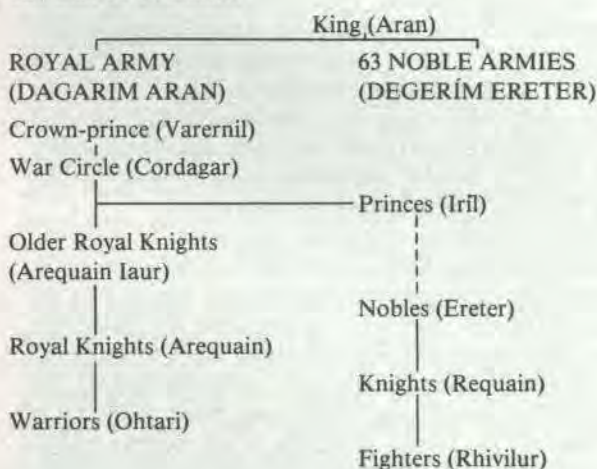 King (Aran)
ROYAL ARMY
(DAGARIM ARAN)
63 NOBLE ARMIES
(DEGERÍM ERETER)
Crown-prince (Varernil)
War Circle (Cordagar)
Princes (Iríl)
Older Royal Knights
(Arequain Iaur)
Nobles (Ereter)
Royal Knights (Arequain)
Knights (Requain)
Warriors (Ohtari)
Fighters (Rhivilur)